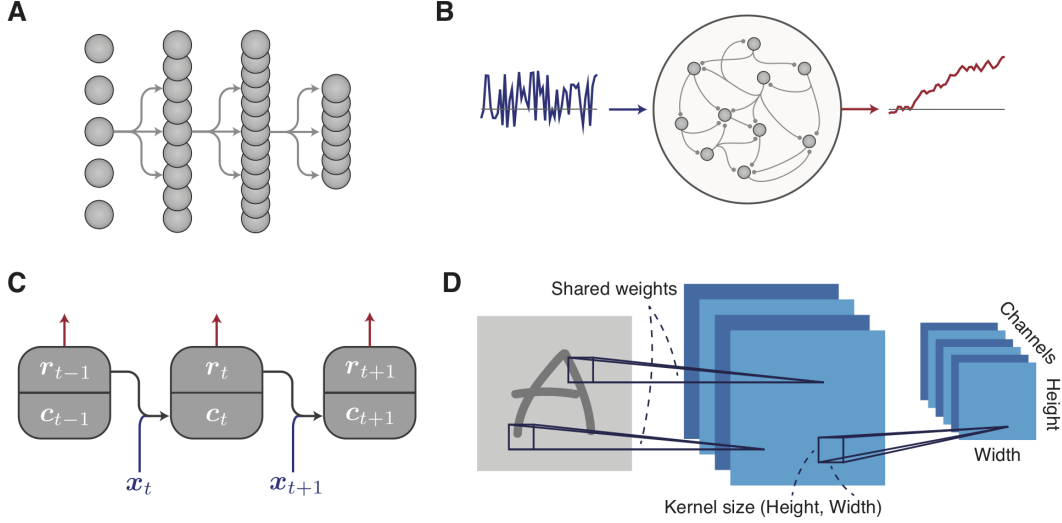 A
B
C
r_{t−1}
c_{t−1}
r_t
c_t
r_{t+1}
c_{t+1}
x_t
x_{t+1}
D
Shared weights
Channels
Height
Width
Kernel size (Height, Width)